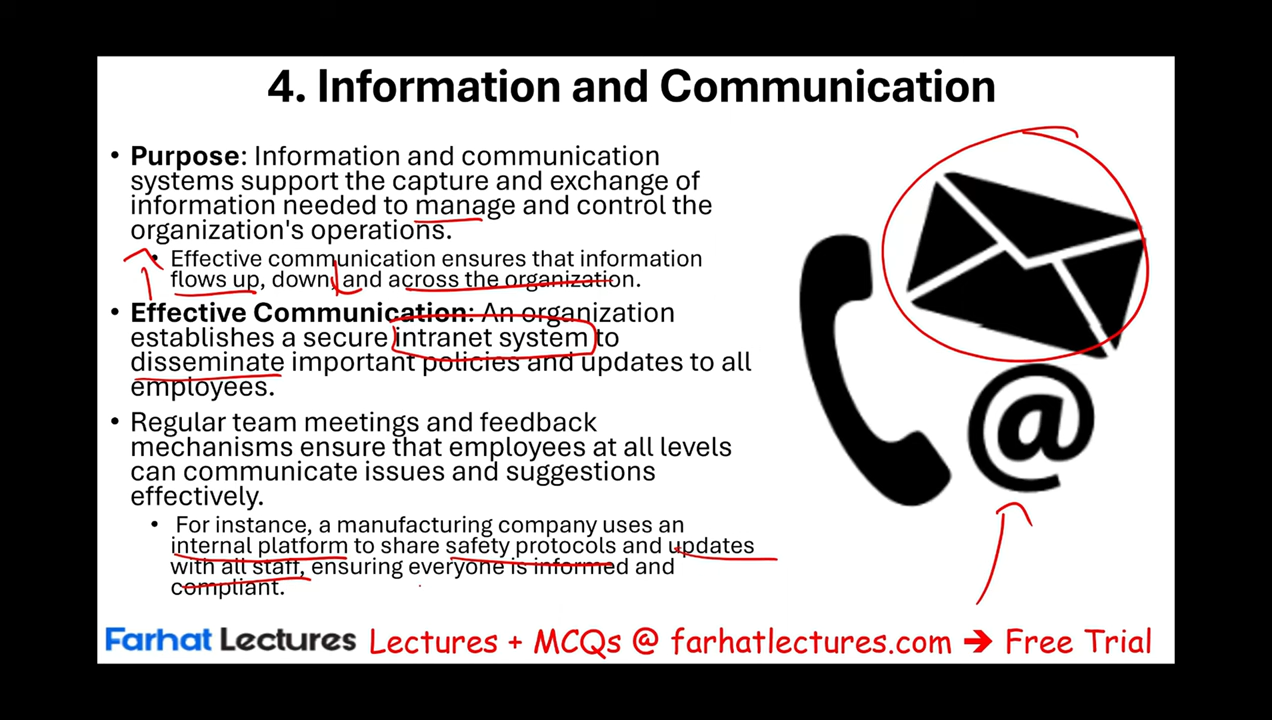 4. Information and Communication
• Purpose: Information and communication
systems support the capture and exchange of
information needed to manage and control the
organization's operations.
• Effective communication ensures that information
flows up, down, and across the organization.
• Effective Communication: An organization
establishes a secure intranet system to
disseminate important policies and updates to all
employees.
• Regular team meetings and feedback
mechanisms ensure that employees at all levels
can communicate issues and suggestions
effectively.
• For instance, a manufacturing company uses an
internal platform to share safety protocols and updates
with all staff, ensuring everyone is informed and
compliant.
@
Farhat Lectures Lectures + MCQs @ farhatlectures.com ➔ Free Trial